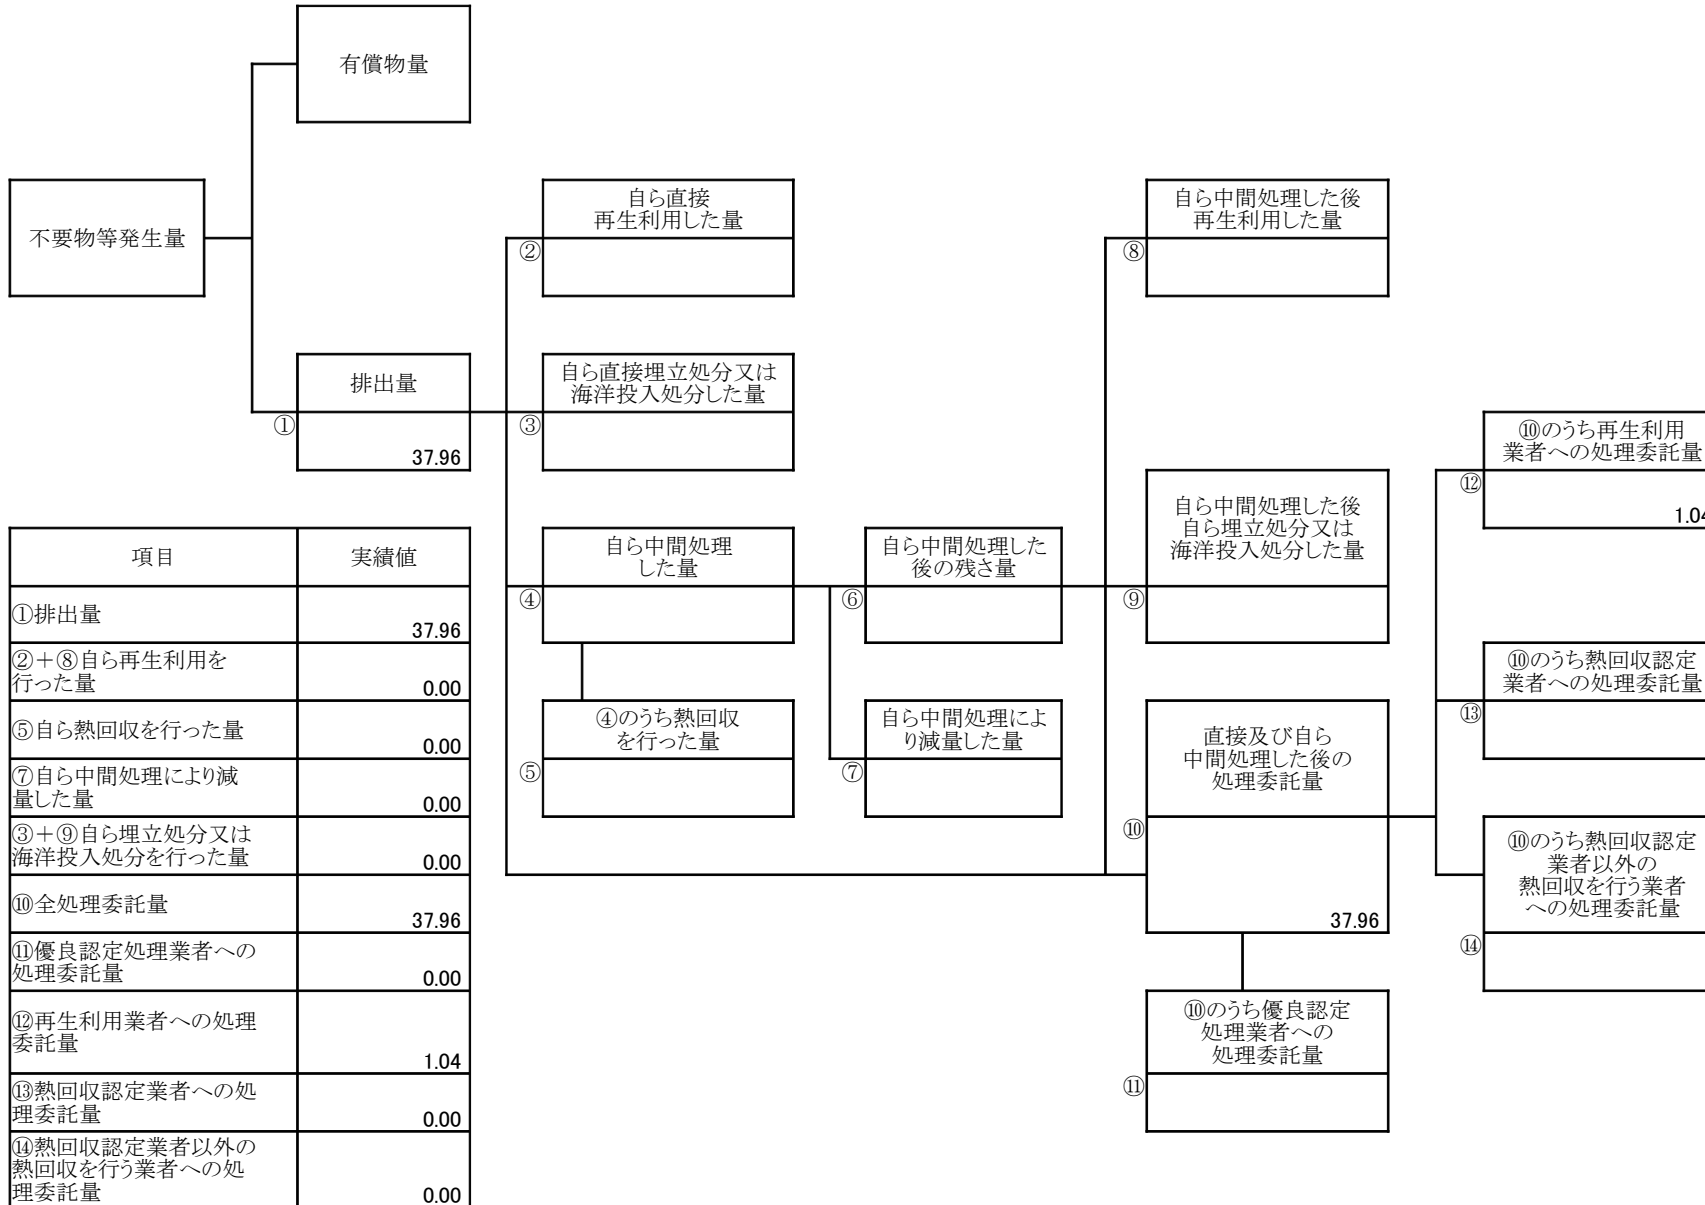 有償物量
不要物等発生量
自ら直接
再生利用した量
②
自ら中間処理した後
再生利用した量
⑧
排出量
①
37.96
自ら直接埋立処分又は
海洋投入処分した量
③
⑩のうち再生利用
業者への処理委託量
⑫
1.04
自ら中間処理
した量
④
自ら中間処理した
後の残さ量
⑥
自ら中間処理した後
自ら埋立処分又は
海洋投入処分した量
⑨
④のうち熱回収
を行った量
⑤
自ら中間処理によ
り減量した量
⑦
直接及び自ら
中間処理した後の
処理委託量
⑩
37.96
⑩のうち熱回収認定
業者への処理委託量
⑬
⑩のうち熱回収認定
業者以外の
熱回収を行う業者
への処理委託量
⑭
⑩のうち優良認定
処理業者への
処理委託量
⑪
項目 実績値
①排出量
37.96
②＋⑧自ら再生利用を
行った量
0.00
⑤自ら熱回収を行った量
0.00
⑦自ら中間処理により減
量した量
0.00
③＋⑨自ら埋立処分又は
海洋投入処分を行った量
0.00
⑩全処理委託量
37.96
⑪優良認定処理業者への
処理委託量
0.00
⑫再生利用業者への処理
委託量
1.04
⑬熱回収認定業者への処
理委託量
0.00
⑭熱回収認定業者以外の
熱回収を行う業者への処
理委託量
0.00